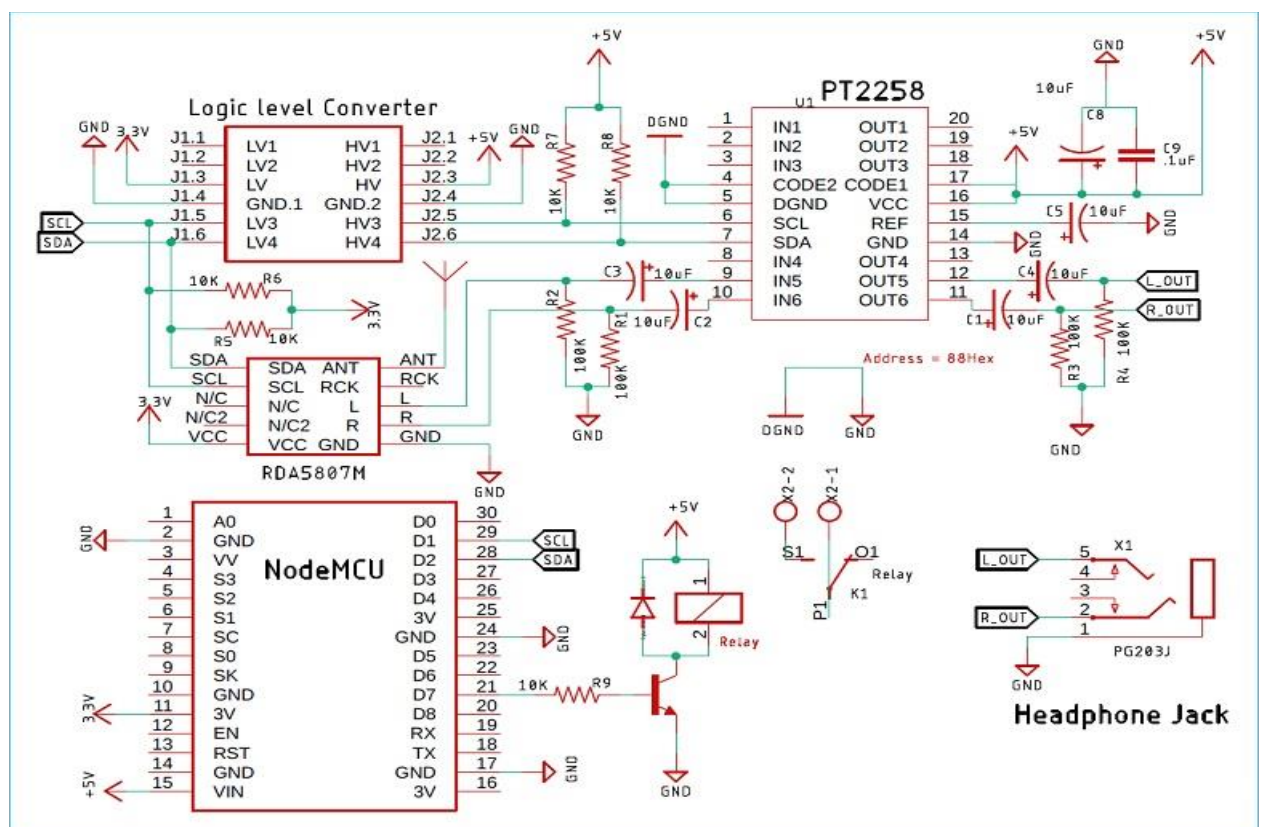 Logic level Converter
GND
3.3V
J1.1 LV1 HV1 J2.1
J1.2 LV2 HV2 J2.2
J1.3 LV HV J2.3
J1.4 GND.1 GND.2 J2.4
J1.5 LV3 HV3 J2.5
J1.6 LV4 HV4 J2.6
+5V
GND
SCL
SDA
10K R6
R5 10K
3.3V
+5V
R7 10K
R8 10K
PT2258
U1
1 IN1 OUT1 20
2 IN2 OUT2 19
3 IN3 OUT3 18
4 CODE2 CODE1 17
5 DGND VCC 16
6 SCL REF 15
7 SDA GND 14
8 IN4 OUT4 13
9 IN5 OUT5 12
10 IN6 OUT6 11
DGND
+5V
GND
10uF
C8
C9
.1uF
+5V
C5 10uF
GND
GND
C4 10uF
C1 10uF
L_OUT
R_OUT
R3 100K
R4 100K
GND
C3 10uF
10uF C2
R2 100K
R1 100K
GND
Address = 88Hex
DGND
GND
SDA SDA ANT ANT
SCL SCL RCK RCK
N/C N/C L L
N/C2 N/C2 R R
VCC VCC GND GND
3.3V
RDA5807M
GND
NodeMCU
1 A0 D0 30
2 GND D1 29
3 VV D2 28
4 S3 D3 27
5 S2 D4 26
6 S1 3V 25
7 SC GND 24
8 S0 D5 23
9 SK D6 22
10 GND D7 21
11 3V D8 20
12 EN RX 19
13 RST TX 18
14 GND GND 17
15 VIN 3V 16
GND
3.3V
+5V
SCL
SDA
GND
GND
10K R9
+5V
1
2
Relay
GND
X2-2
X2-1
S1
O1
Relay
K1
P1
L_OUT
R_OUT
5
4
3
2
1
X1
PG203J
GND
Headphone Jack